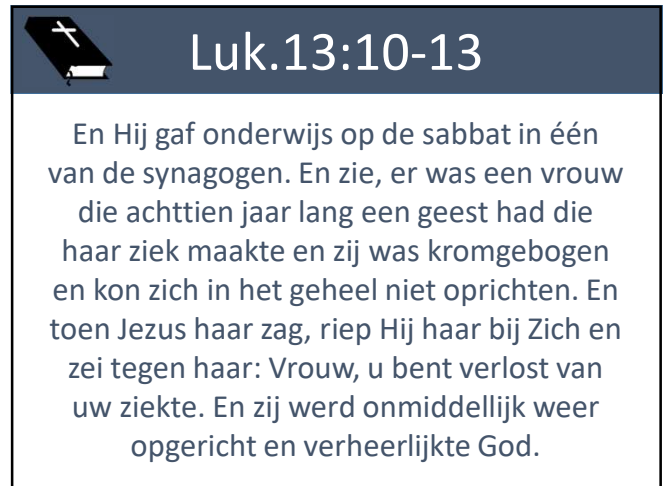 Luk.13:10-13
En Hij gaf onderwijs op de sabbat in één
van de synagogen. En zie, er was een vrouw
die achttien jaar lang een geest had die
haar ziek maakte en zij was kromgebogen
en kon zich in het geheel niet oprichten. En
toen Jezus haar zag, riep Hij haar bij Zich en
zei tegen haar: Vrouw, u bent verlost van
uw ziekte. En zij werd onmiddellijk weer
opgericht en verheerlijkte God.